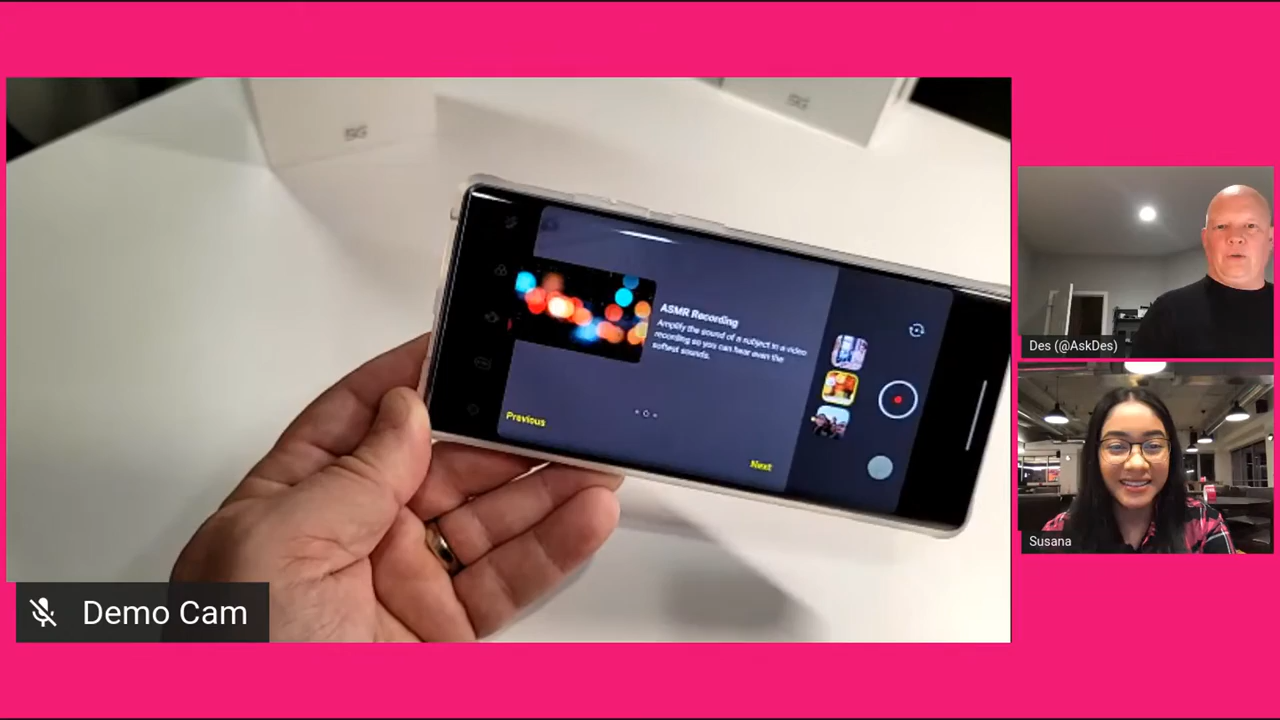 5G
5G
ASMR Recording
Amplify the sound of a subject in a video
recording so you can hear even the
softest sounds.
Previous
Next
Demo Cam
Des (@AskDes)
Susana